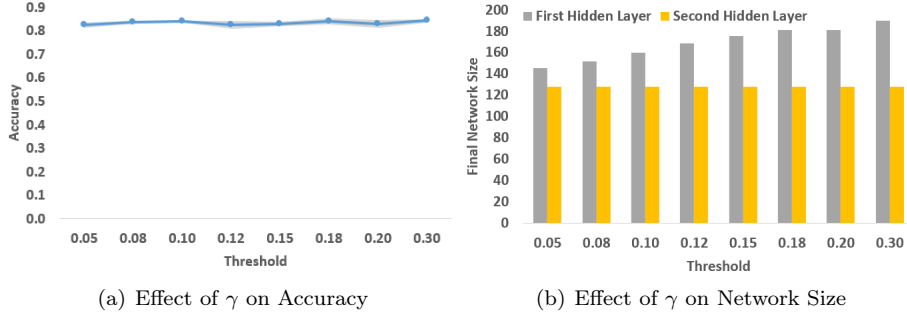 0.9
0.8
0.7
0.6
0.5
0.4
0.3
0.2
0.1
0.0
Accuracy
0.05 0.08 0.10 0.12 0.15 0.18 0.20 0.30
Threshold
(a) Effect of γ on Accuracy
First Hidden Layer Second Hidden Layer
200
180
160
140
120
100
80
60
40
20
0
Final Network Size
0.05 0.08 0.10 0.12 0.15 0.18 0.20 0.30
Threshold
(b) Effect of γ on Network Size